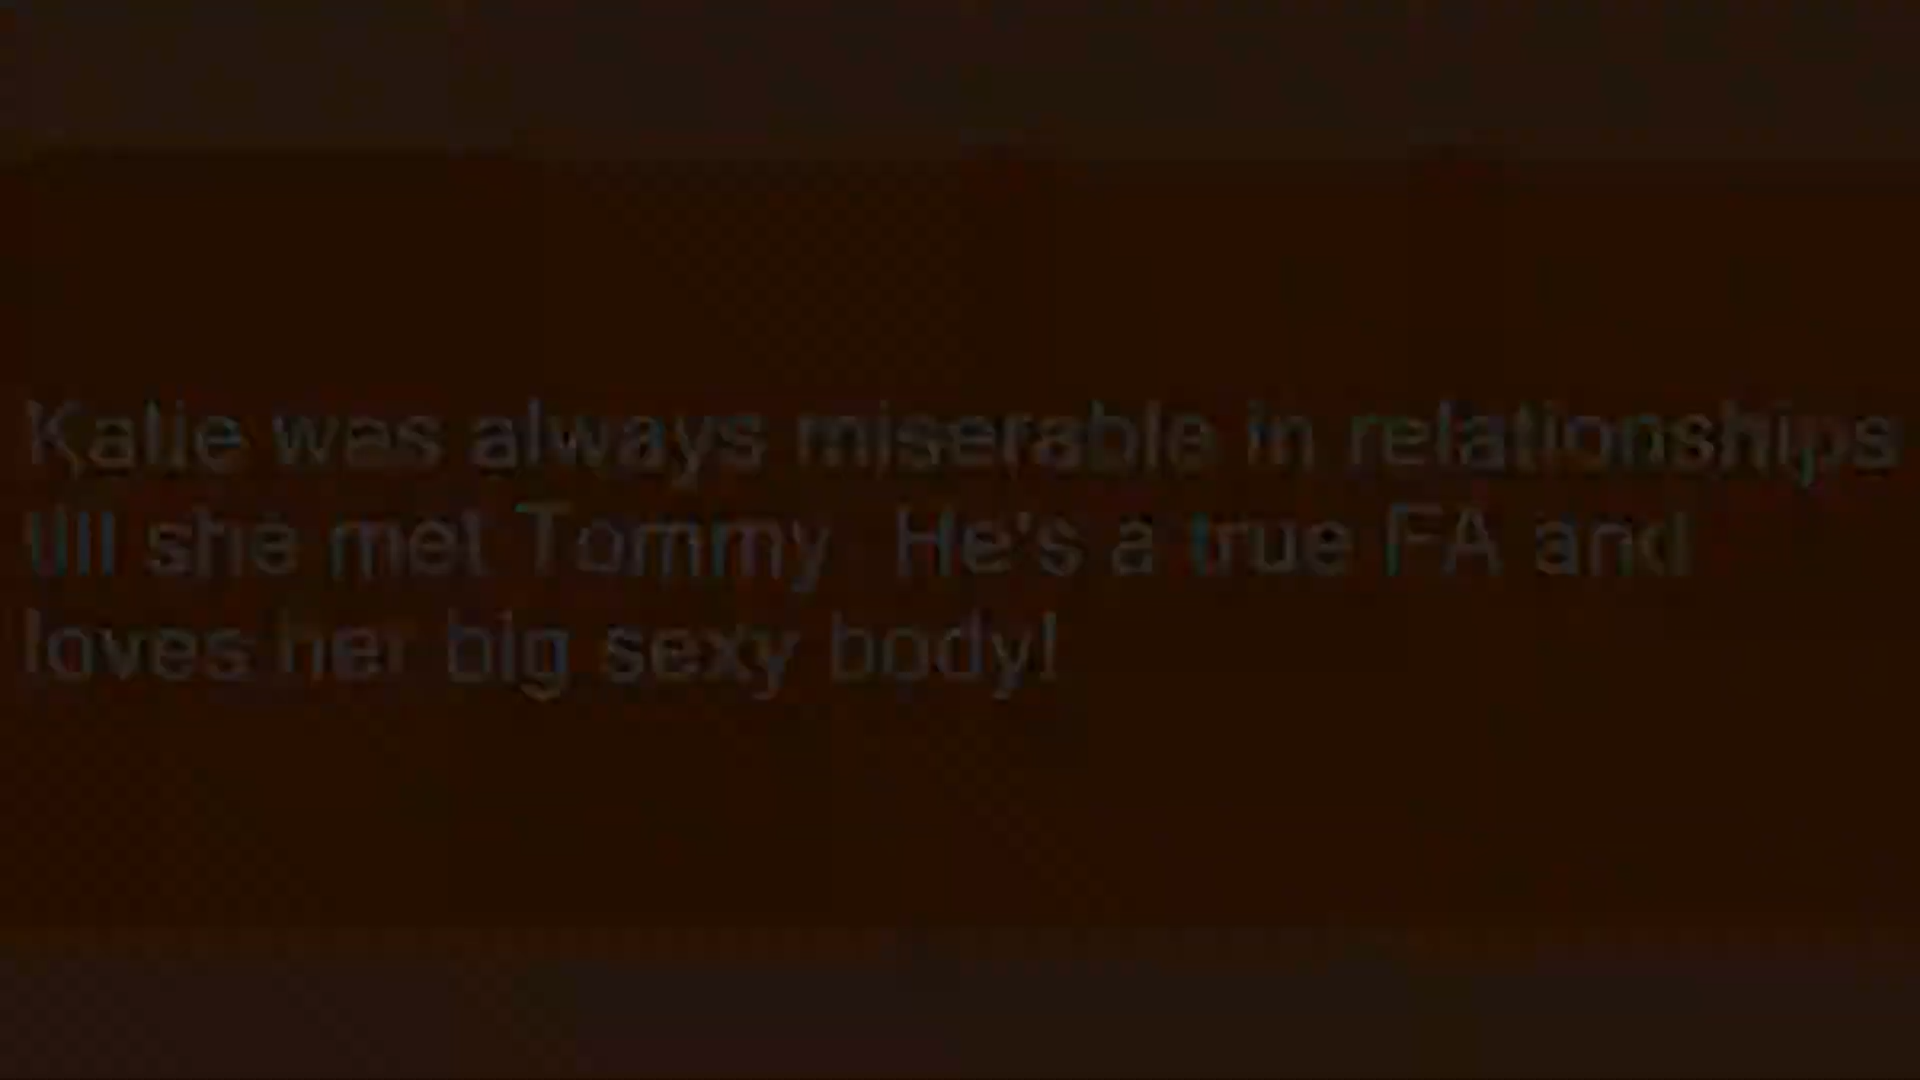 Katie was always miserable in relationships
till she met Tommy. He's a true FA and
loves her big sexy body!